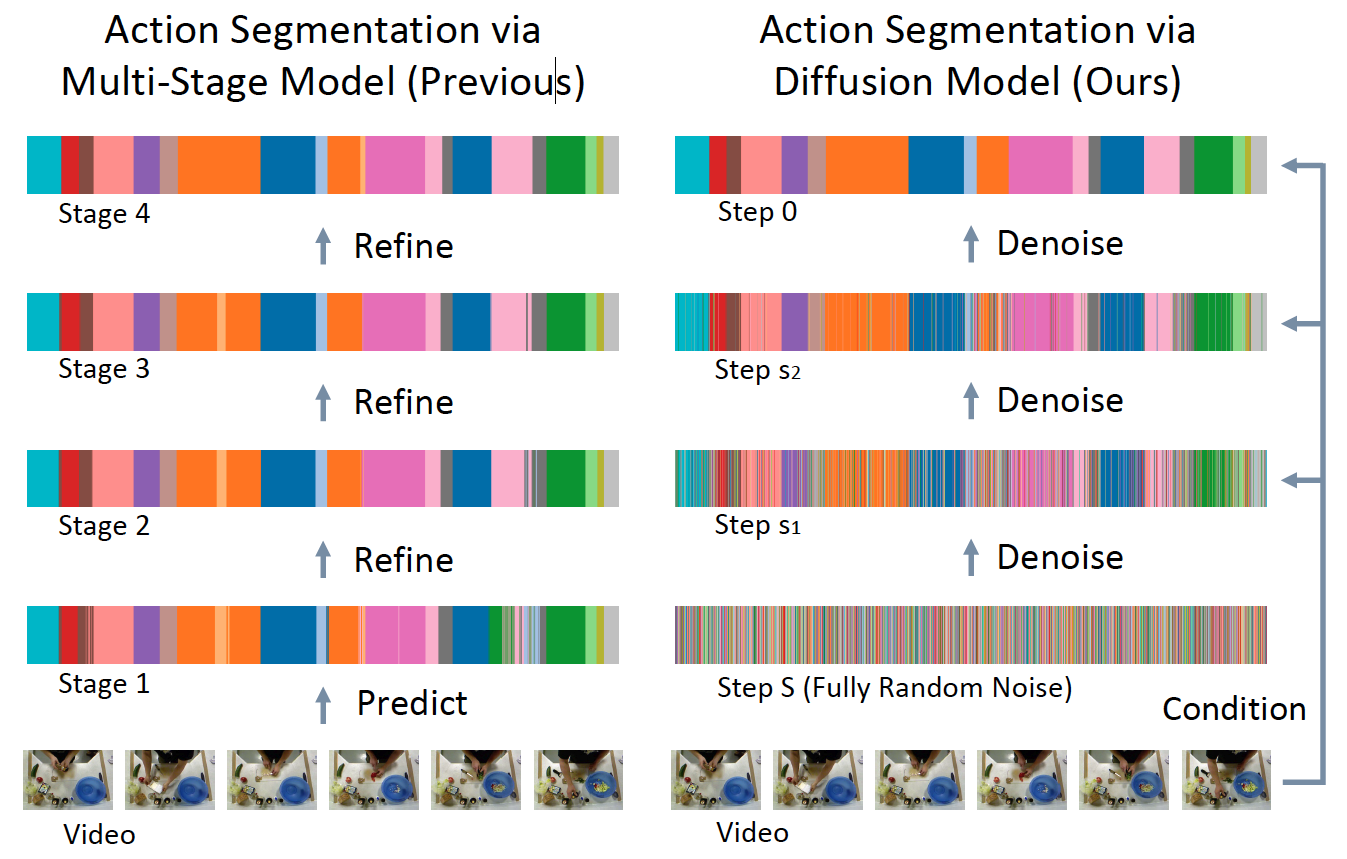 Action Segmentation via
Multi-Stage Model (Previous)
Stage 4
Refine
Stage 3
Refine
Stage 2
Refine
Stage 1
Predict
Video
Action Segmentation via
Diffusion Model (Ours)
Step 0
Denoise
Step s2
Denoise
Step s1
Denoise
Step S (Fully Random Noise)
Condition
Video